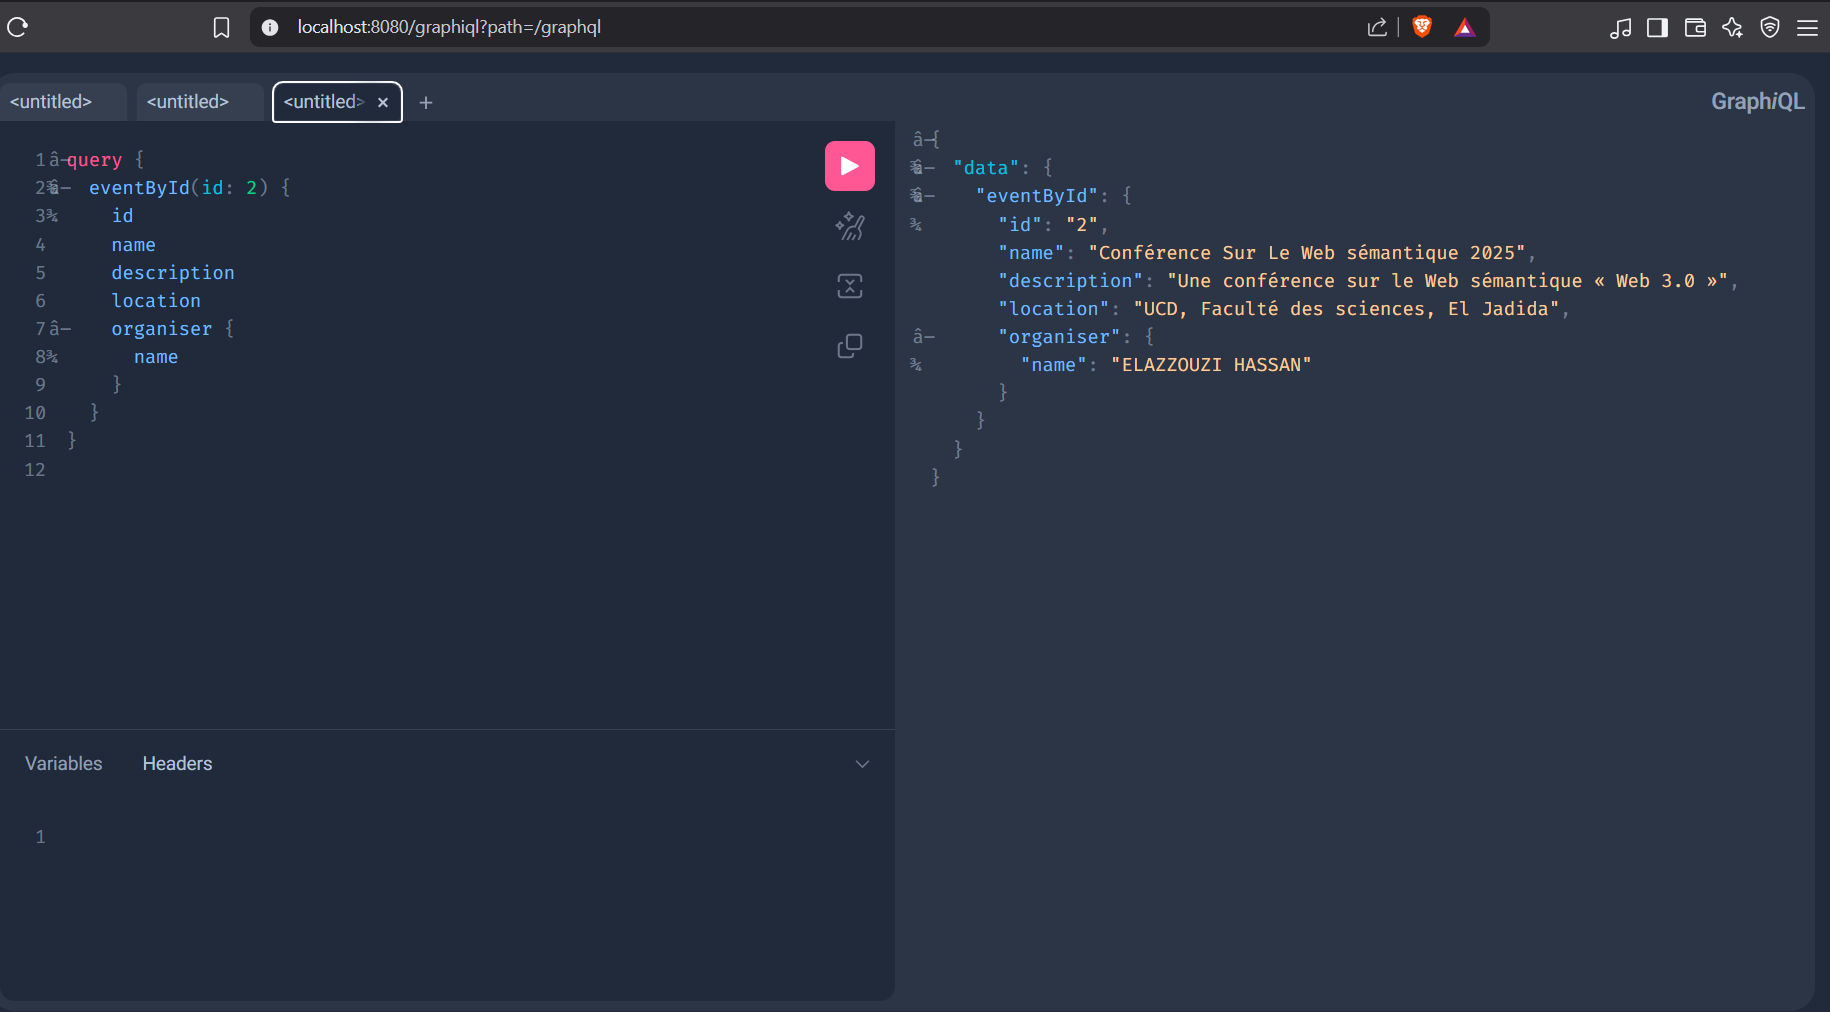 localhost:8080/graphiql?path=/graphql
<untitled>
<untitled>
<untitled>
GraphiQL
1 query {
2 eventById(id: 2) {
3 id
4 name
5 description
6 location
7 organiser {
8 name
9 }
10 }
11 }
12
{
"data": {
"eventById": {
"id": "2",
"name": "Conférence Sur Le Web sémantique 2025",
"description": "Une conférence sur le Web sémantique « Web 3.0 »",
"location": "UCD, Faculté des sciences, El Jadida",
"organiser": {
"name": "ELAZZOUZI HASSAN"
}
}
}
}
Variables Headers
1